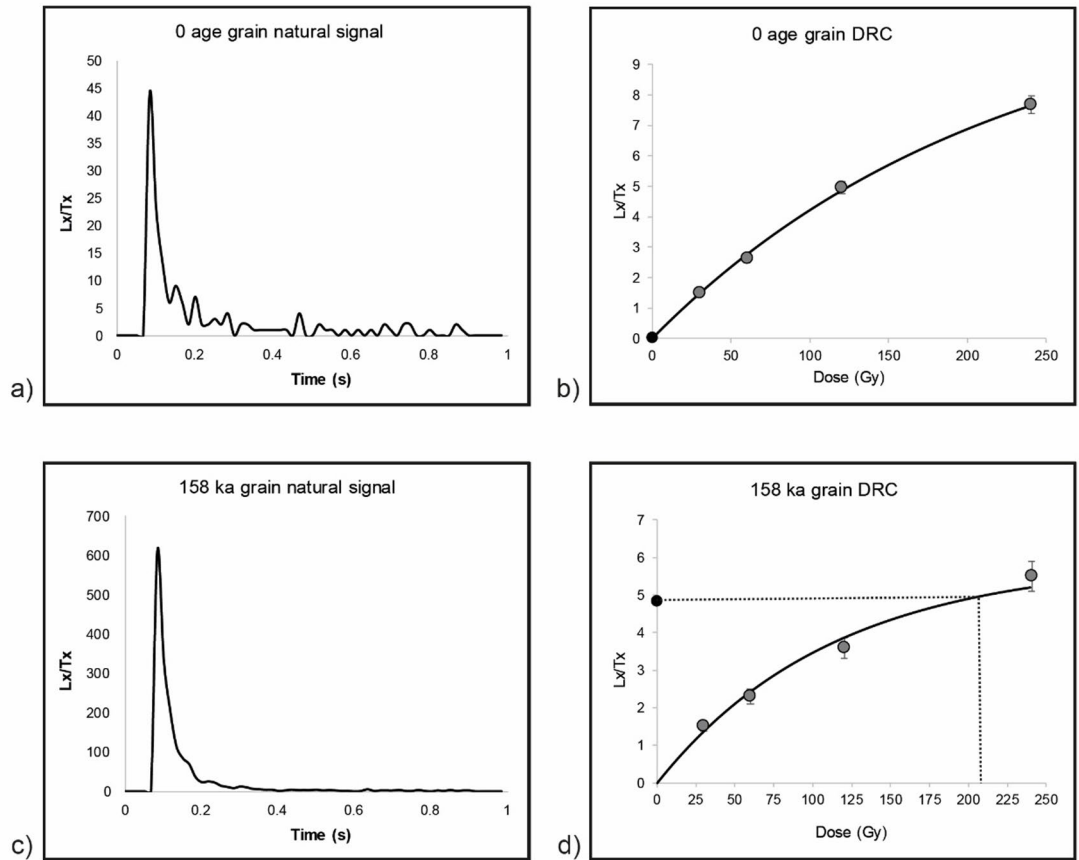 0 age grain natural signal
50
45
40
35
30
25
20
15
10
5
0
Lx/Tx
0 0.2 0.4 0.6 0.8 1
Time (s)
a)
0 age grain DRC
9
8
7
6
5
4
3
2
1
0
Lx/Tx
0 50 100 150 200 250
Dose (Gy)
b)
158 ka grain natural signal
700
600
500
400
300
200
100
0
Lx/Tx
0 0.2 0.4 0.6 0.8 1
Time (s)
c)
158 ka grain DRC
7
6
5
4
3
2
1
0
Lx/Tx
0 25 50 75 100 125 150 175 200 225 250
Dose (Gy)
d)